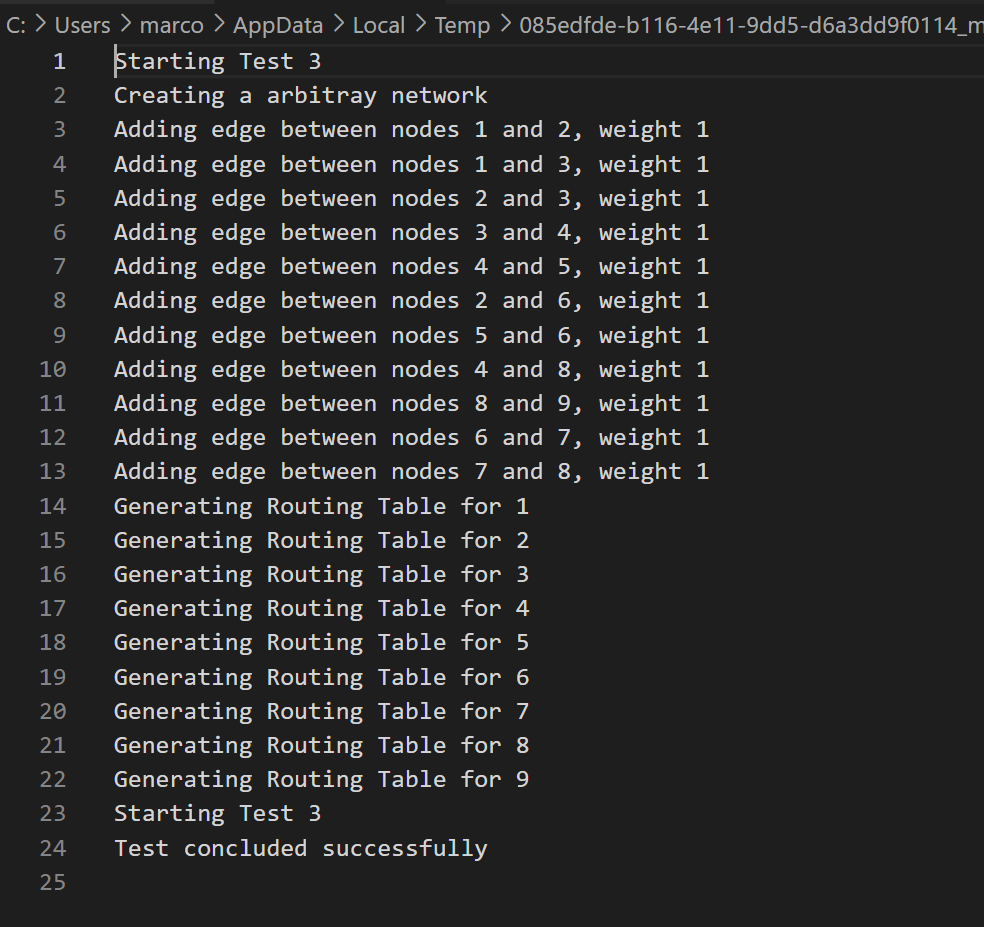 C: > Users > marco > AppData > Local > Temp > 085edfde-b116-4e11-9dd5-d6a3dd9f0114_m
1 Starting Test 3
2 Creating a arbitray network
3 Adding edge between nodes 1 and 2, weight 1
4 Adding edge between nodes 1 and 3, weight 1
5 Adding edge between nodes 2 and 3, weight 1
6 Adding edge between nodes 3 and 4, weight 1
7 Adding edge between nodes 4 and 5, weight 1
8 Adding edge between nodes 2 and 6, weight 1
9 Adding edge between nodes 5 and 6, weight 1
10 Adding edge between nodes 4 and 8, weight 1
11 Adding edge between nodes 8 and 9, weight 1
12 Adding edge between nodes 6 and 7, weight 1
13 Adding edge between nodes 7 and 8, weight 1
14 Generating Routing Table for 1
15 Generating Routing Table for 2
16 Generating Routing Table for 3
17 Generating Routing Table for 4
18 Generating Routing Table for 5
19 Generating Routing Table for 6
20 Generating Routing Table for 7
21 Generating Routing Table for 8
22 Generating Routing Table for 9
23 Starting Test 3
24 Test concluded successfully
25